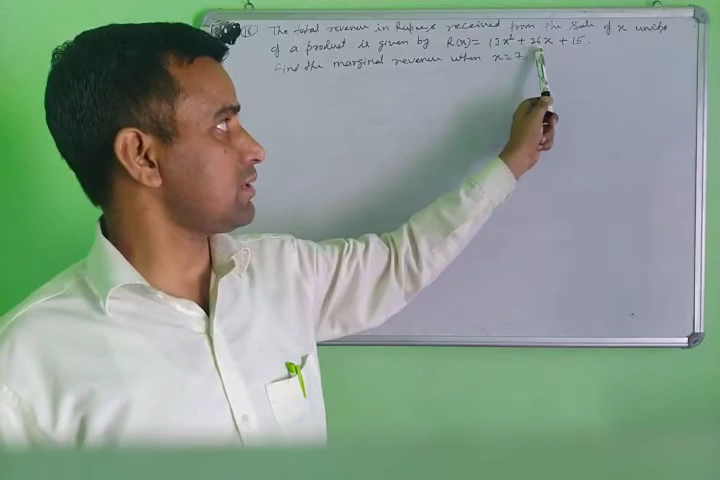 (16) The total revenue in Rupees received from the sale of x units
of a product is given by R(x) = 13x² + 26x + 15.
Find the marginal revenue when x = 7.